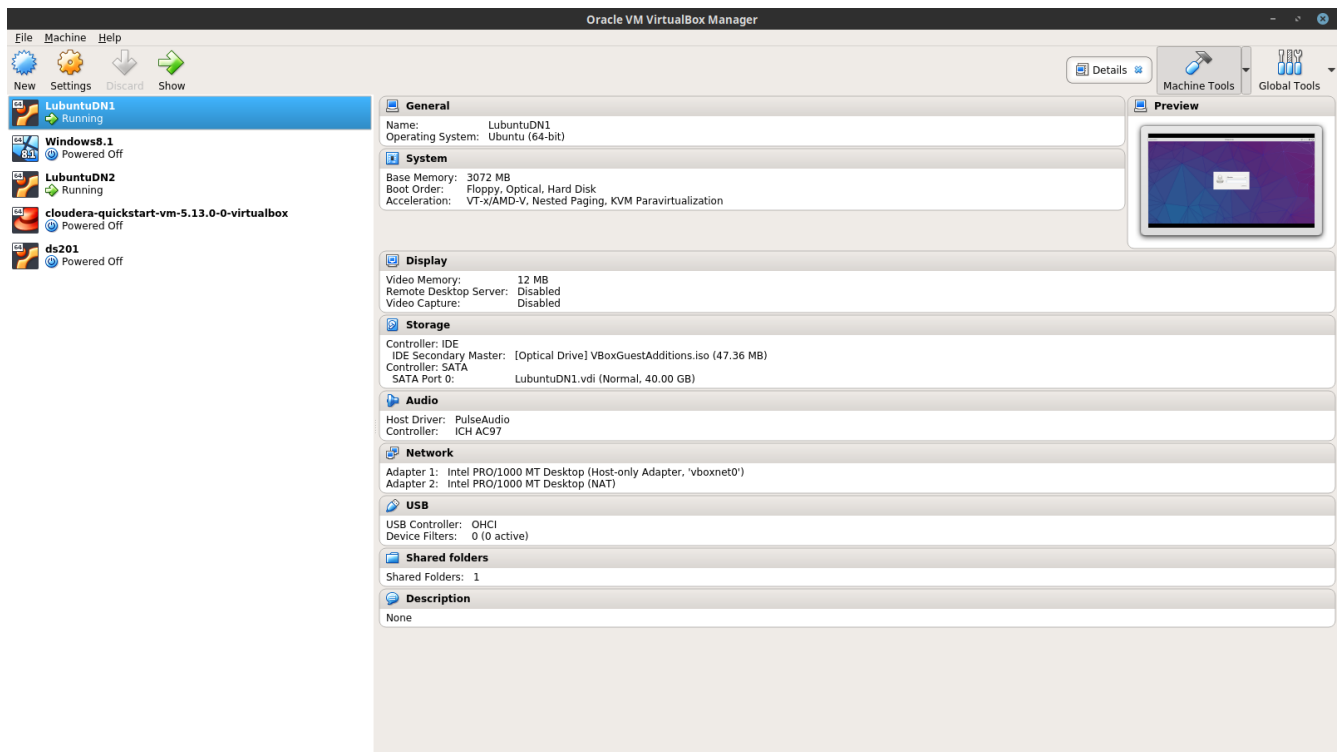 Oracle VM VirtualBox Manager
File Machine Help
New Settings Discard Show
Details
Machine Tools
Global Tools
64
LubuntuDN1
Running
64
8.1
Windows8.1
Powered Off
64
LubuntuDN2
Running
64
cloudera-quickstart-vm-5.13.0-0-virtualbox
Powered Off
64
ds201
Powered Off
General
Name: LubuntuDN1
Operating System: Ubuntu (64-bit)
Preview
System
Base Memory: 3072 MB
Boot Order: Floppy, Optical, Hard Disk
Acceleration: VT-x/AMD-V, Nested Paging, KVM Paravirtualization
Display
Video Memory: 12 MB
Remote Desktop Server: Disabled
Video Capture: Disabled
Storage
Controller: IDE
IDE Secondary Master: [Optical Drive] VBoxGuestAdditions.iso (47.36 MB)
Controller: SATA
SATA Port 0: LubuntuDN1.vdi (Normal, 40.00 GB)
Audio
Host Driver: PulseAudio
Controller: ICH AC97
Network
Adapter 1: Intel PRO/1000 MT Desktop (Host-only Adapter, 'vboxnet0')
Adapter 2: Intel PRO/1000 MT Desktop (NAT)
USB
USB Controller: OHCI
Device Filters: 0 (0 active)
Shared folders
Shared Folders: 1
Description
None